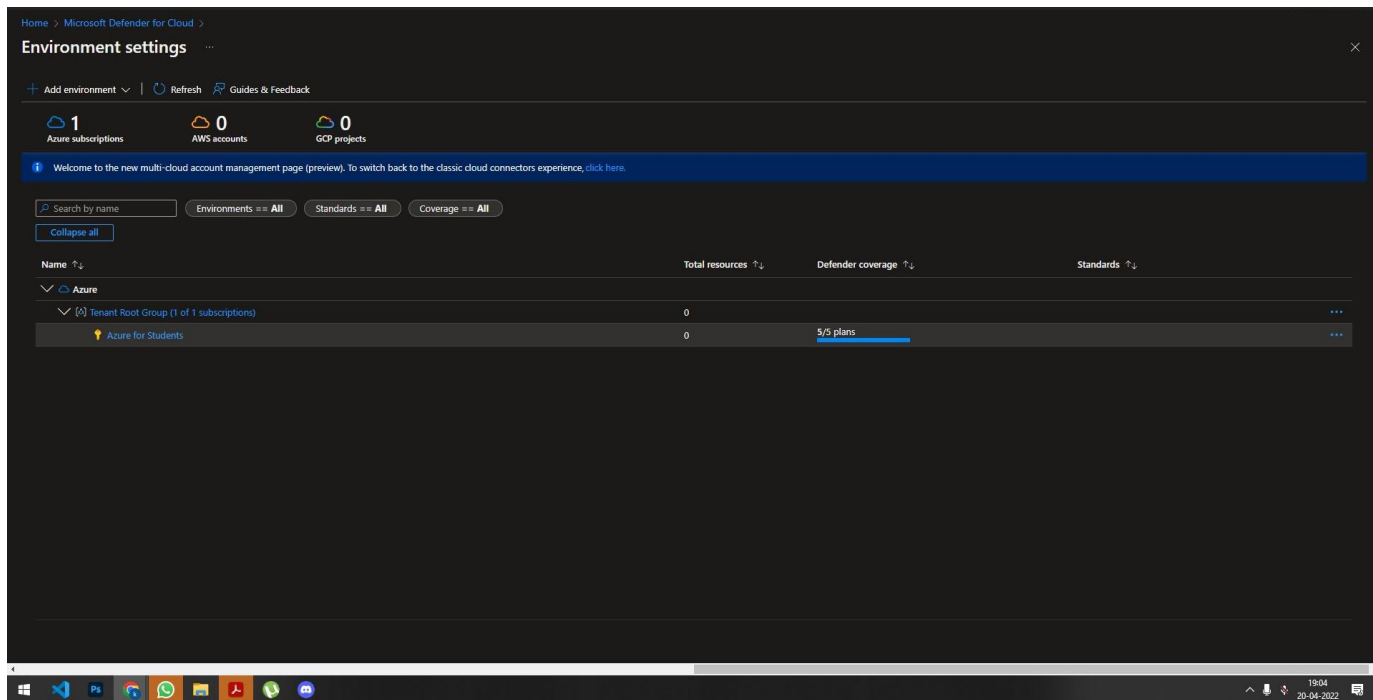 Home > Microsoft Defender for Cloud >
Environment settings ...
Add environment | Refresh Guides & Feedback
1 0 0
Azure subscriptions AWS accounts GCP projects
Welcome to the new multi-cloud account management page (preview). To switch back to the classic cloud connectors experience, click here.
Search by name Environments == All Standards == All Coverage == All
Collapse all
Name Total resources Defender coverage Standards
Azure
Tenant Root Group (1 of 1 subscriptions) 0 ...
Azure for Students 0 5/5 plans ...
Ps
19:04
20-04-2022